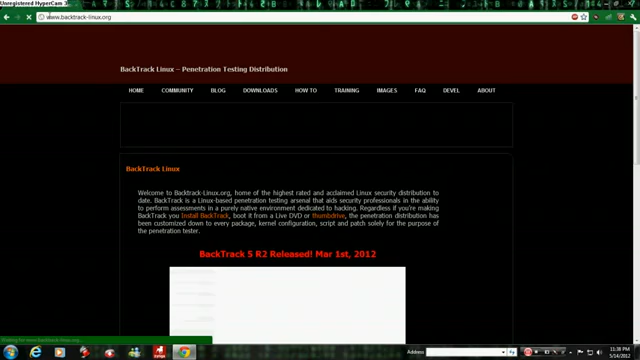 Unregistered HyperCam 3
www.backtrack-linux.org
BackTrack Linux – Penetration Testing Distribution
HOME COMMUNITY BLOG DOWNLOADS HOW TO TRAINING IMAGES FAQ DEVEL ABOUT
BackTrack Linux
Welcome to Backtrack-Linux.org, home of the highest rated and acclaimed Linux security distribution to
date. BackTrack is a Linux-based penetration testing arsenal that aids security professionals in the ability
to perform assessments in a purely native environment dedicated to hacking. Regardless if you're making
BackTrack you Install BackTrack, boot it from a Live DVD or thumbdrive, the penetration distribution has
been customized down to every package, kernel configuration, script and patch solely for the purpose of
the penetration tester.
BackTrack 5 R2 Released! Mar 1st, 2012
Waiting for www.backtrack-linux.org...
Address
11:38 PM
5/14/2012